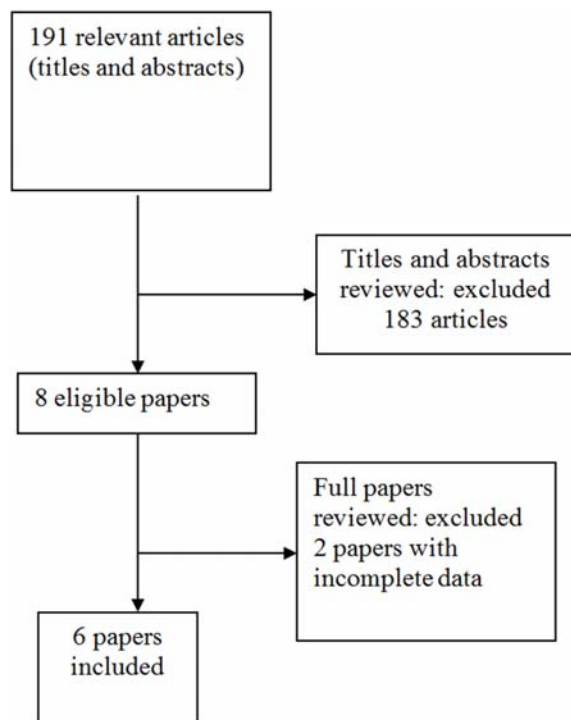 191 relevant articles
(titles and abstracts)
Titles and abstracts
reviewed: excluded
183 articles
8 eligible papers
Full papers
reviewed: excluded
2 papers with
incomplete data
6 papers
included